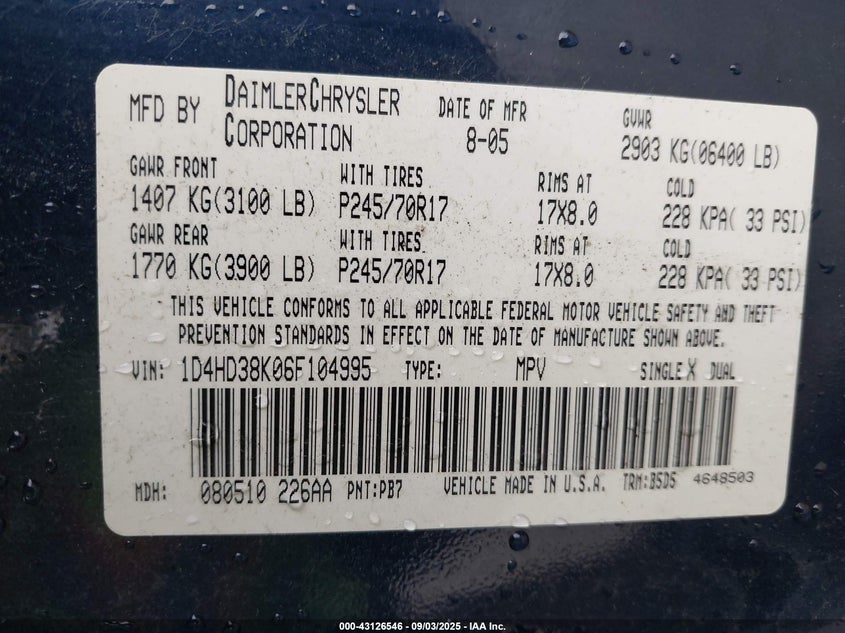 MFD BY DAIMLERCHRYSLER CORPORATION DATE OF MFR 8-05 GVWR 2903 KG(06400 LB)
GAWR FRONT WITH TIRES RIMS AT COLD
1407 KG(3100 LB) P245/70R17 17X8.0 228 KPA( 33 PSI)
GAWR REAR WITH TIRES RIMS AT COLD
1770 KG(3900 LB) P245/70R17 17X8.0 228 KPA( 33 PSI)
THIS VEHICLE CONFORMS TO ALL APPLICABLE FEDERAL MOTOR VEHICLE SAFETY AND THEFT
PREVENTION STANDARDS IN EFFECT ON THE DATE OF MANUFACTURE SHOWN ABOVE.
VIN: 1D4HD38K06F104995 TYPE: MPV SINGLE X DUAL
MDH: 080510 226AA PNT:PB7 VEHICLE MADE IN U.S.A. TRM:B5D5 4648503
000-43126546 - 09/03/2025 - IAA Inc.